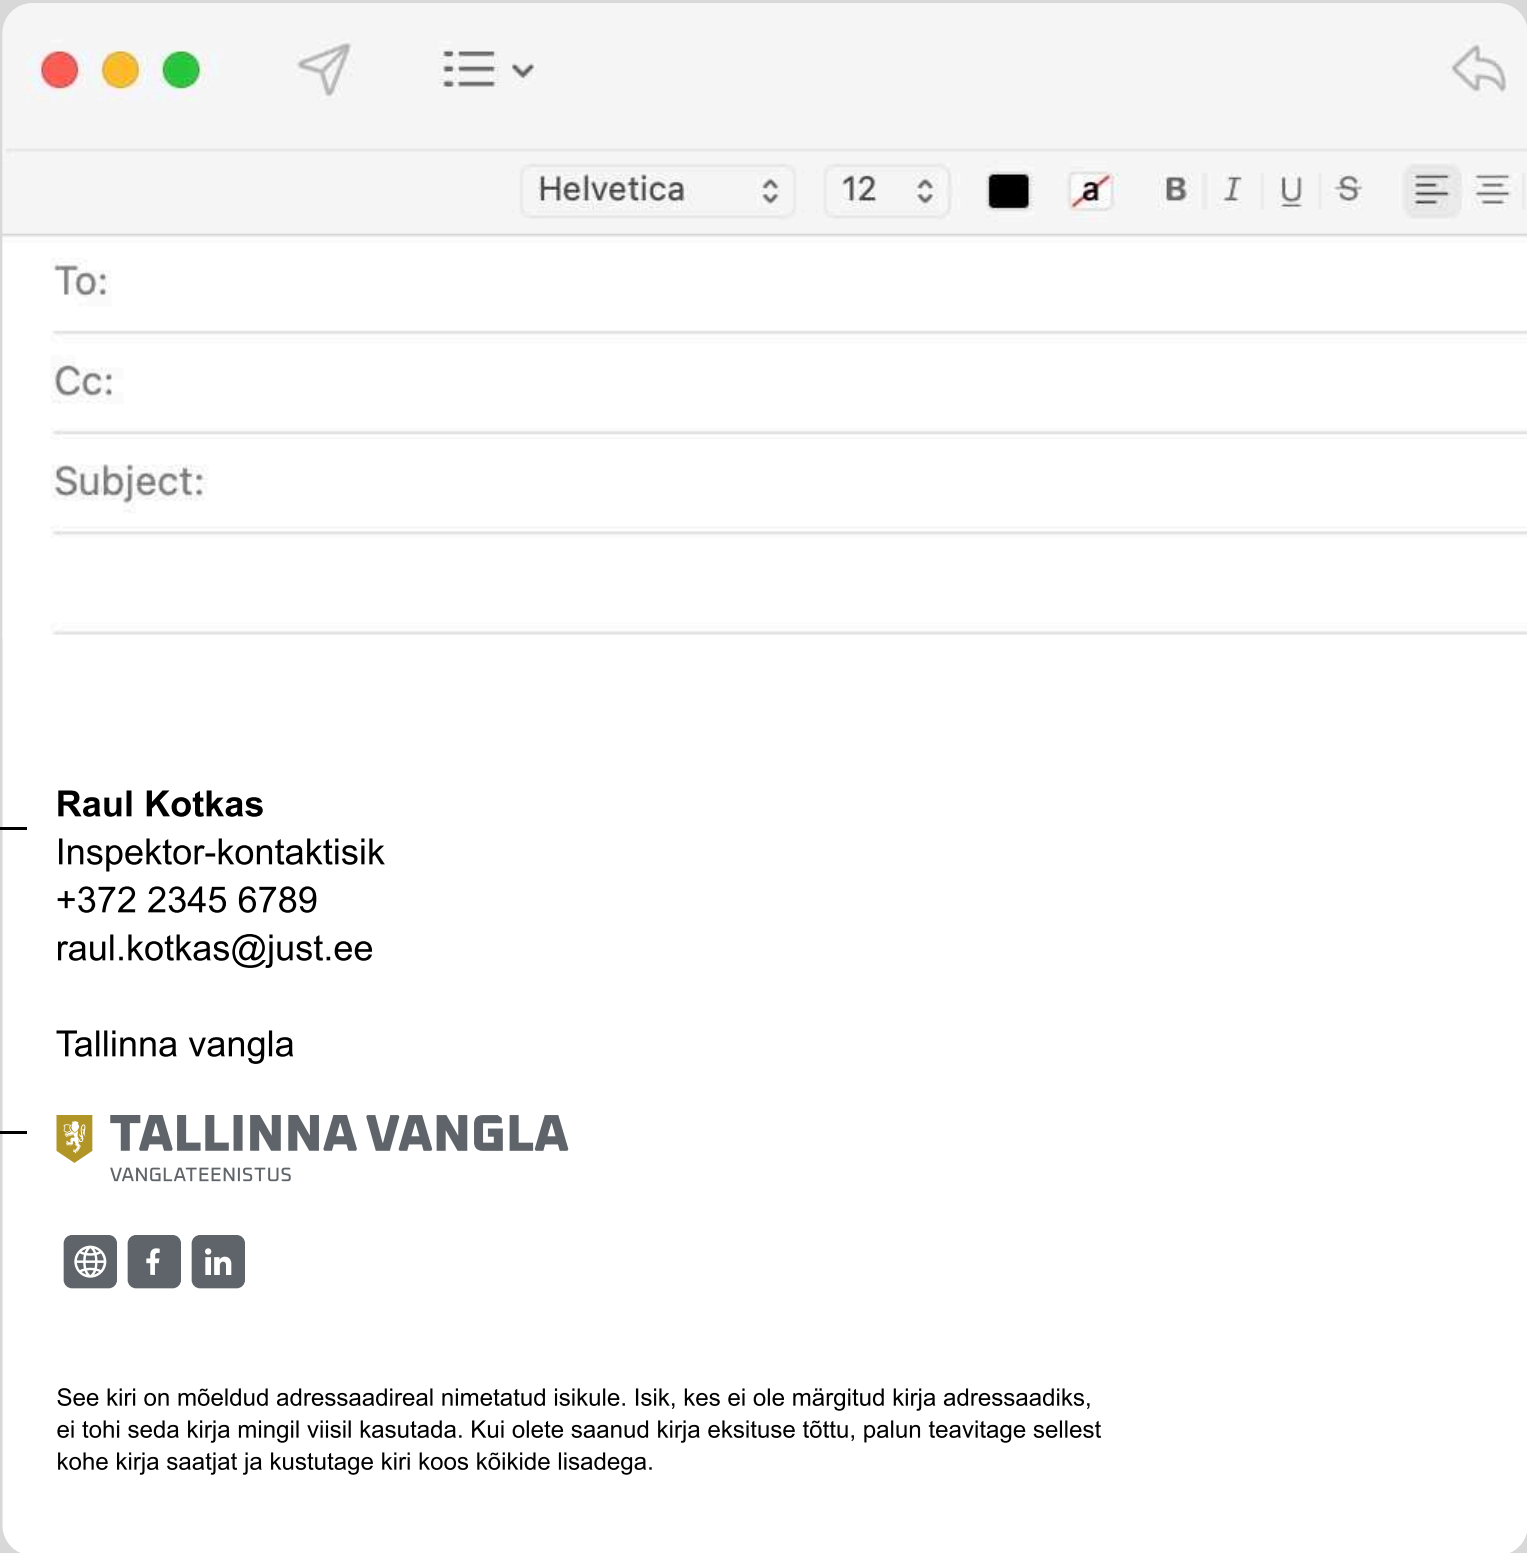 Helvetica 12 a B I U S
To:
Cc:
Subject:
Raul Kotkas
Inspektor-kontaktisik
+372 2345 6789
raul.kotkas@just.ee
Tallinna vangla
TALLINNA VANGLA
VANGLATEENISTUS
f in
See kiri on mõeldud adressaadireal nimetatud isikule. Isik, kes ei ole märgitud kirja adressaadiks,
ei tohi seda kirja mingil viisil kasutada. Kui olete saanud kirja eksituse tõttu, palun teavitage sellest
kohe kirja saatjat ja kustutage kiri koos kõikide lisadega.